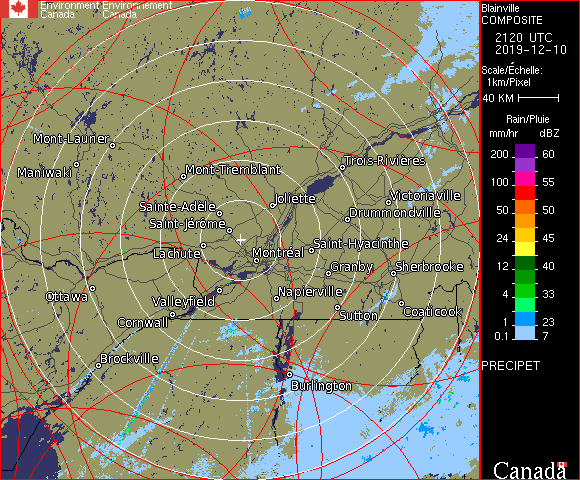 Environment Environnement
Canada Canada
Mont-Laurier
Maniwaki
Mont-Tremblant
Trois-Rivières
Joliette
Victoriaville
Sainte-Adele
Drummondville
Saint-Jérôme
Lachute
Montréal
Saint-Hyacinthe
Granby
Sherbrooke
Ottawa
Valleyfield
Napierville
Cornwall
Sutton
Coaticook
Brockville
Burlington
Blainville
COMPOSITE
2120 UTC
2019-12-10
Scale/Échelle:
1km/Pixel
40 KM
Rain/Pluie
mm/hr dBZ
200 60
57
100 55
50 50
24 45
12 40
4 33
1 23
0.1 7
PRECIPET
Canada